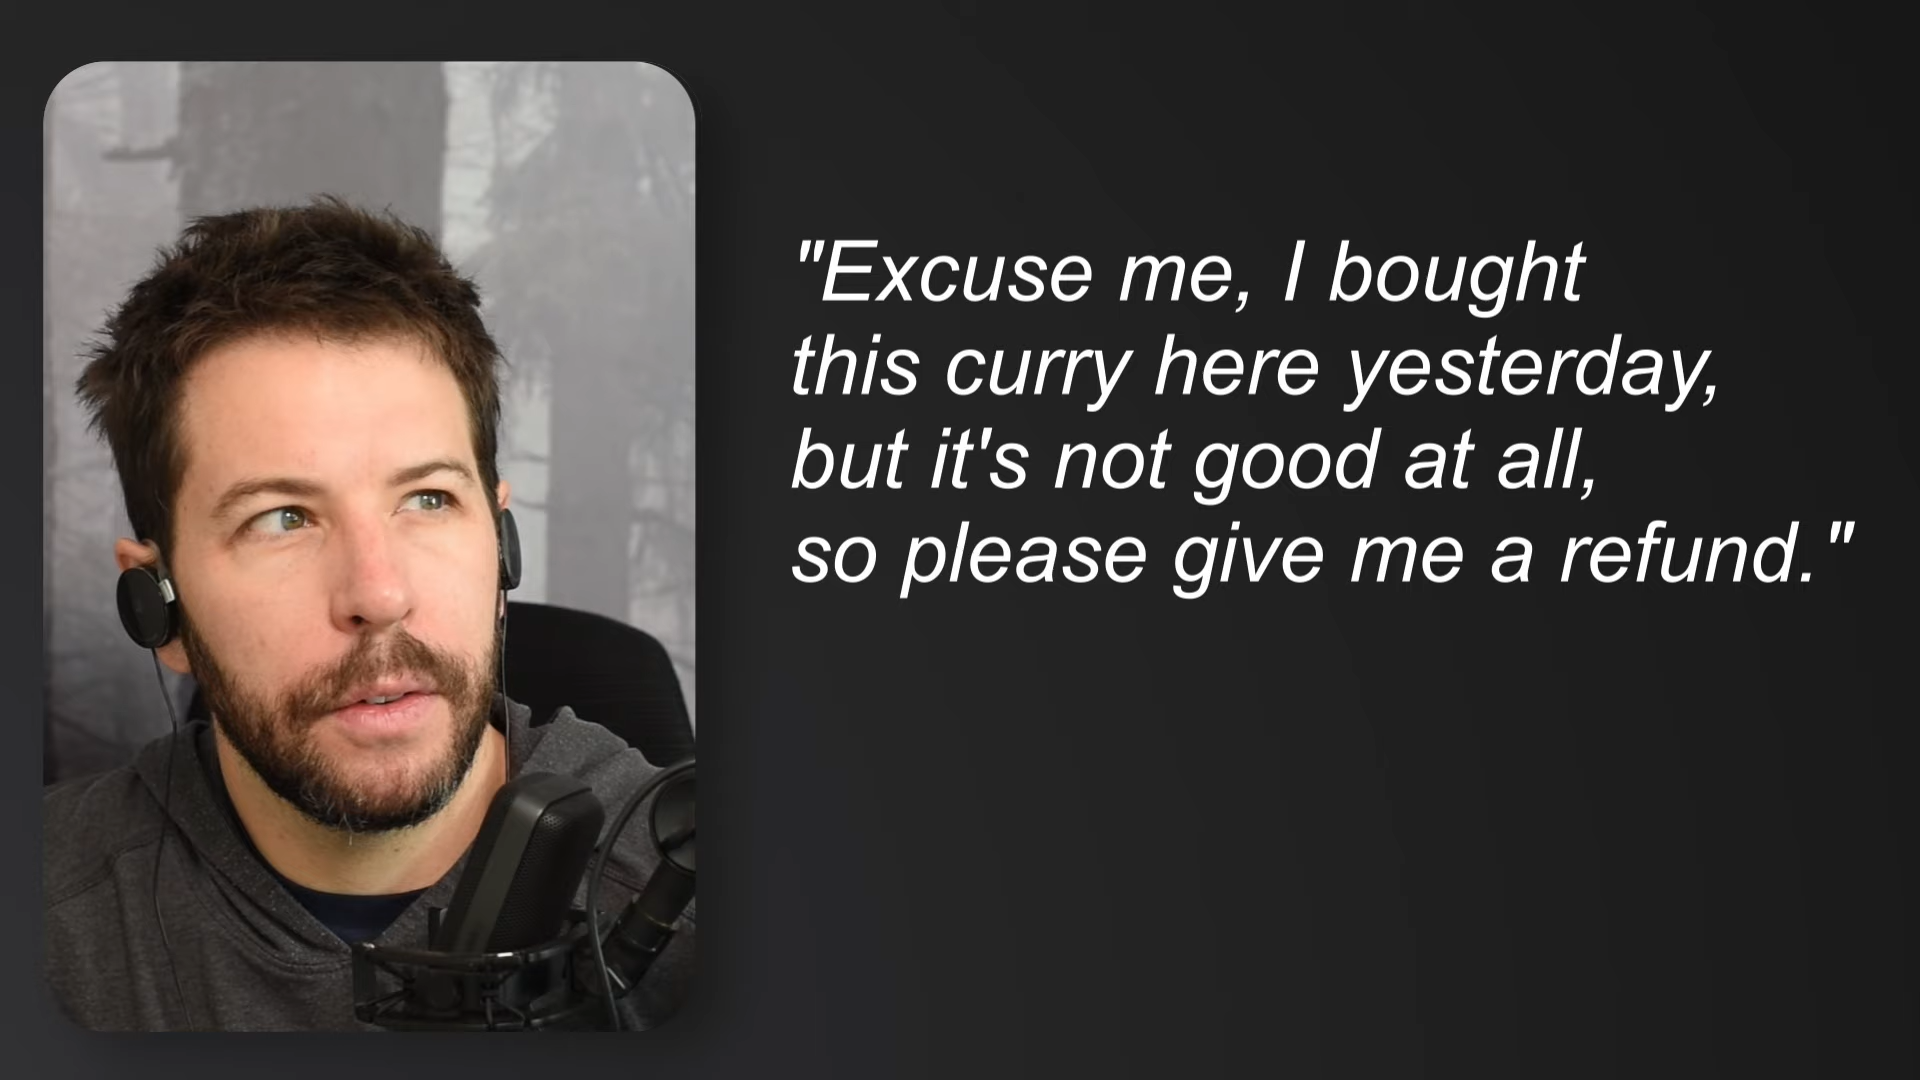 "Excuse me, I bought
this curry here yesterday,
but it's not good at all,
so please give me a refund."